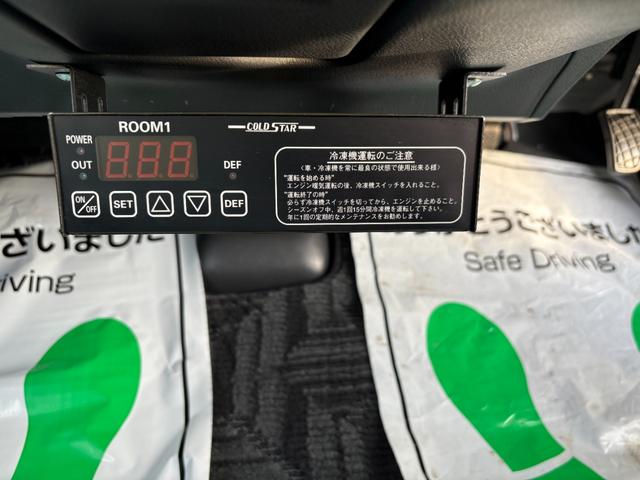 ROOM1
COLD STAR
POWER
OUT
888
DEF
ON/OFF
SET
DEF
冷凍機運転のご注意
〈車・冷凍機を常に最良の状態で使用出来る様〉
"運転を始める時"
エンジン暖気運転の後、冷凍機スイッチを入れること。
"運転終了の時"
必らず冷凍機スイッチを切ってから、エンジンを止めること。
シーズンオフ中、週1回15分間冷凍機を運転して下さい。
年に1回の定期的なメンテナンスをお勧めします。
ございました
riving
とうございました
Safe Driving